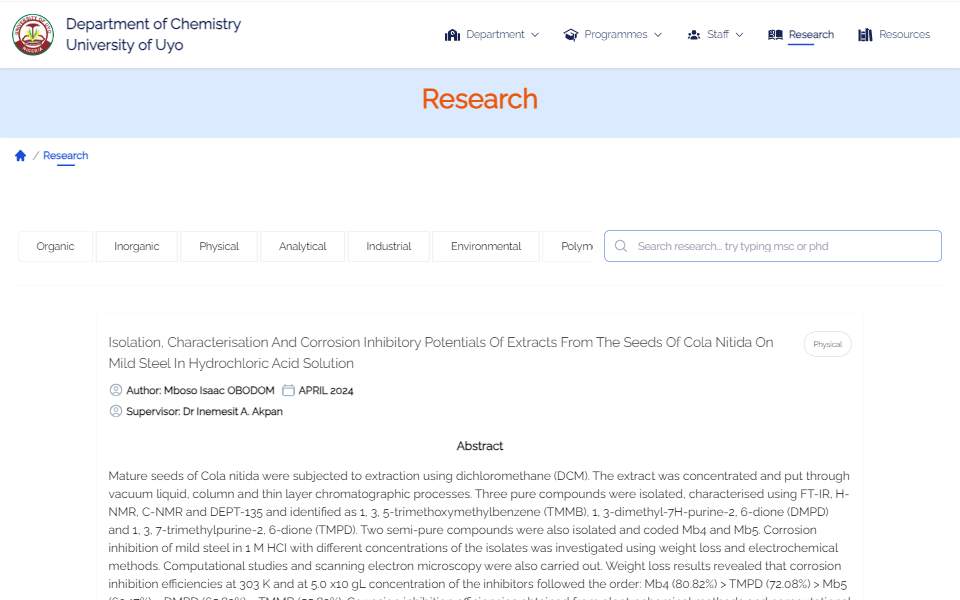 Department of Chemistry
University of Uyo
Department
Programmes
Staff
Research
Resources
Research
/ Research
Organic
Inorganic
Physical
Analytical
Industrial
Environmental
Polym
Search research... try typing msc or phd
Isolation, Characterisation And Corrosion Inhibitory Potentials Of Extracts From The Seeds Of Cola Nitida On
Mild Steel In Hydrochloric Acid Solution
Physical
Author: Mboso Isaac OBODOM APRIL 2024
Supervisor: Dr Inemesit A. Akpan
Abstract
Mature seeds of Cola nitida were subjected to extraction using dichloromethane (DCM). The extract was concentrated and put through
vacuum liquid, column and thin layer chromatographic processes. Three pure compounds were isolated, characterised using FT-IR, H-
NMR, C-NMR and DEPT-135 and identified as 1, 3, 5-trimethoxymethylbenzene (TMMB), 1, 3-dimethyl-7H-purine-2, 6-dione (DMPD)
and 1, 3, 7-trimethylpurine-2, 6-dione (TMPD). Two semi-pure compounds were also isolated and coded Mb4 and Mb5. Corrosion
inhibition of mild steel in 1 M HCl with different concentrations of the isolates was investigated using weight loss and electrochemical
methods. Computational studies and scanning electron microscopy were also carried out. Weight loss results revealed that corrosion
inhibition efficiencies at 303 K and at 5.0 x10 gL concentration of the inhibitors followed the order: Mb4 (80.82%) > TMPD (72.08%) > Mb5